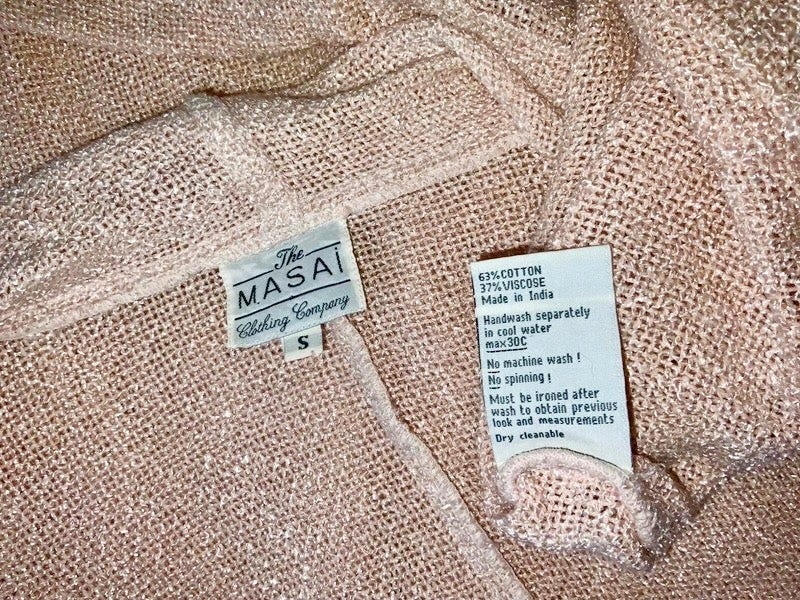 The
MASAI
Clothing Company
S
63%COTTON
37%VISCOSE
Made in India
Handwash separately
in cool water
max30C
No machine wash !
No spinning !
Must be ironed after
wash to obtain previous
look and measurements
Dry cleanable